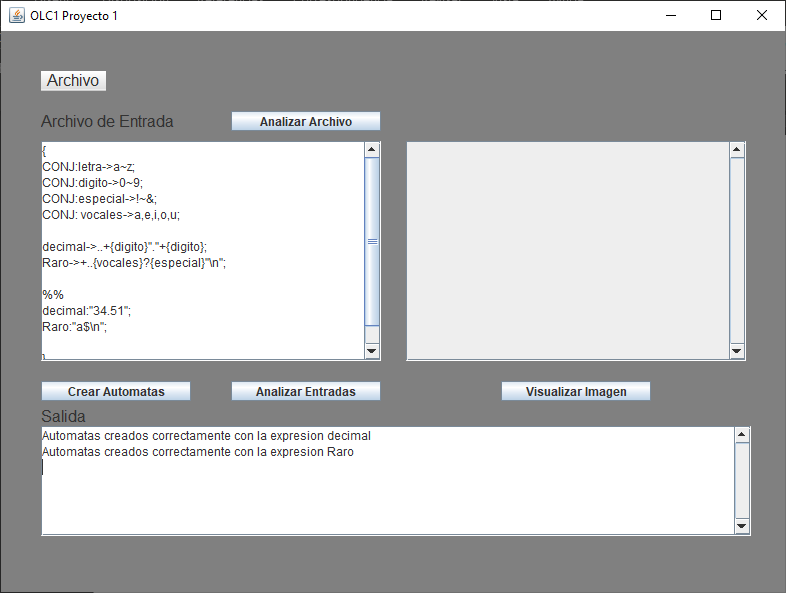 OLC1 Proyecto 1
Archivo
Archivo de Entrada
Analizar Archivo
{
CONJ:letra->a~z;
CONJ:digito->0~9;
CONJ:especial->!~&;
CONJ: vocales->a,e,i,o,u;
decimal->..+{digito}"."+{digito};
Raro->+..{vocales}?{especial}"\n";
%%
decimal:"34.51";
Raro:"a$\n";
}
Crear Automatas
Analizar Entradas
Visualizar Imagen
Salida
Automatas creados correctamente con la expresion decimal
Automatas creados correctamente con la expresion Raro